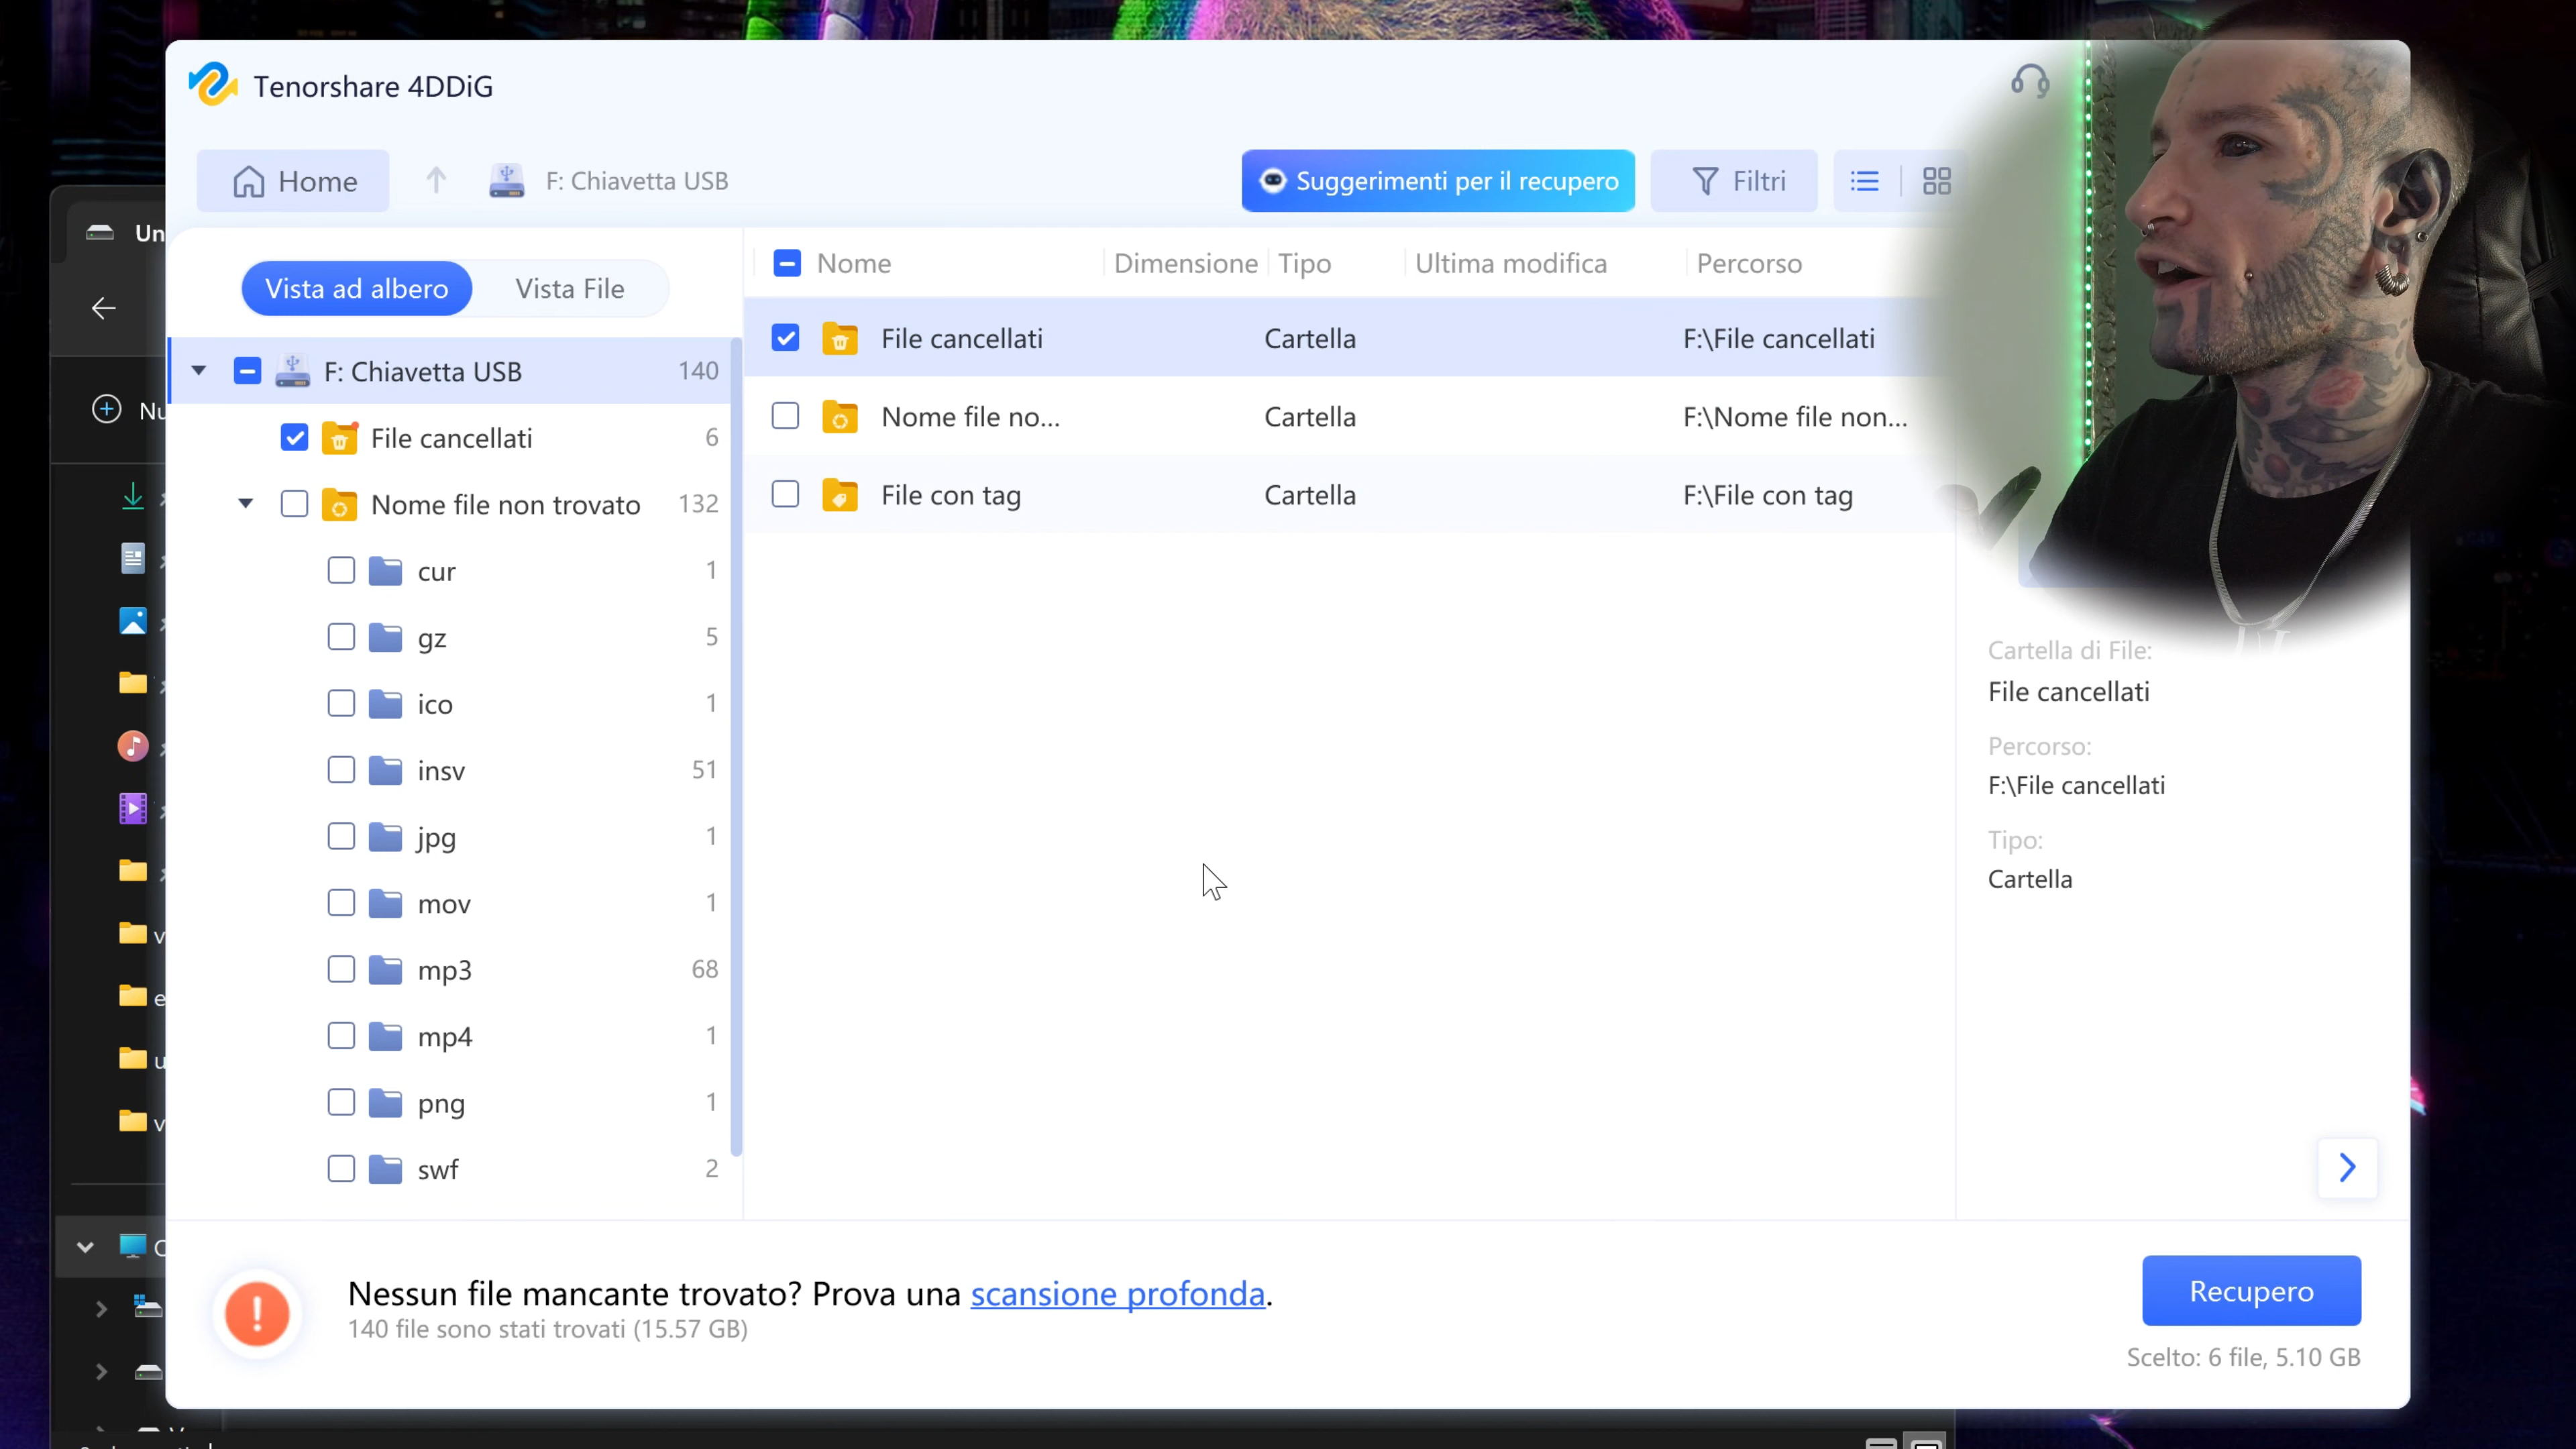 Tenorshare 4DDiG
Home
F: Chiavetta USB
Suggerimenti per il recupero
Filtri
Vista ad albero
Vista File
F: Chiavetta USB 140
File cancellati 6
Nome file non trovato 132
cur 1
gz 5
ico 1
insv 51
jpg 1
mov 1
mp3 68
mp4 1
png 1
swf 2
Nome Dimensione Tipo Ultima modifica Percorso
File cancellati Cartella F:\File cancellati
Nome file no... Cartella F:\Nome file non...
File con tag Cartella F:\File con tag
Cartella di File:
File cancellati
Percorso:
F:\File cancellati
Tipo:
Cartella
Nessun file mancante trovato? Prova una scansione profonda.
140 file sono stati trovati (15.57 GB)
Recupero
Scelto: 6 file, 5.10 GB